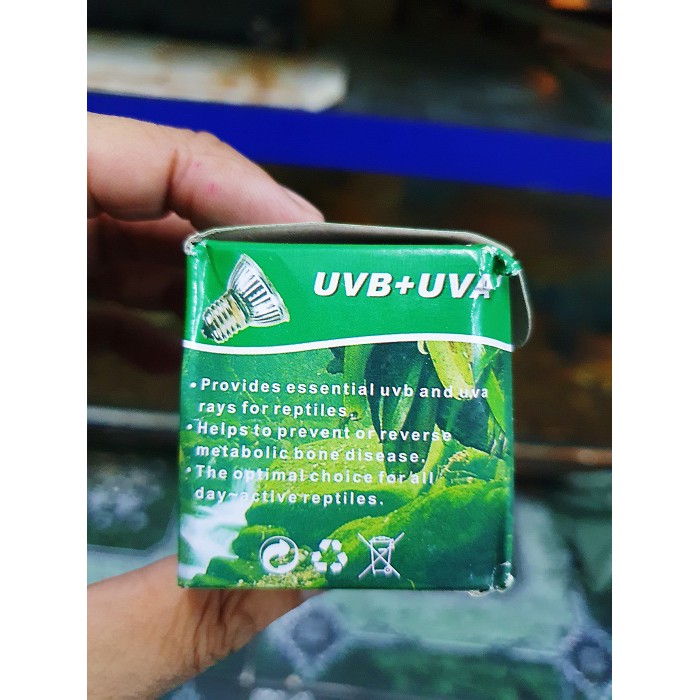 UVB+UVA
• Provides essential uvb and uva
rays for reptiles.
• Helps to prevent or reverse
metabolic bone disease.
• The optimal choice for all
day~active reptiles.